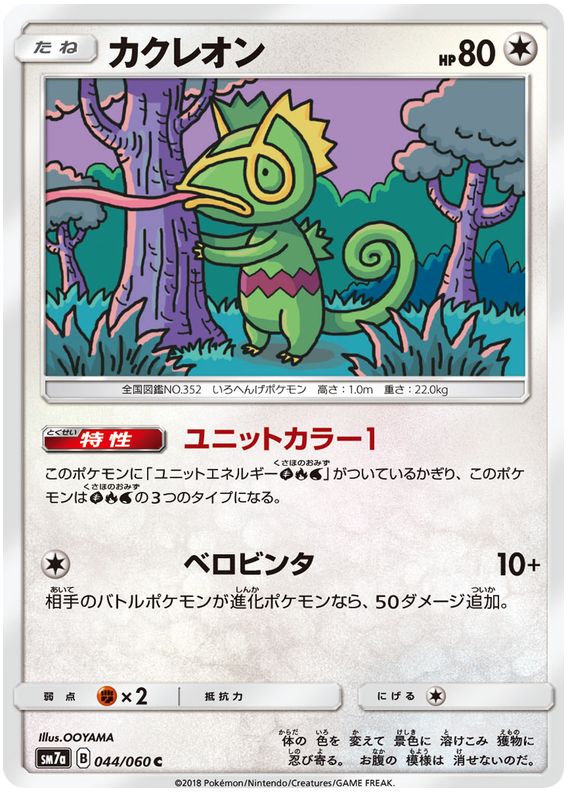 たね カクレオン HP80
全国図鑑NO.352 いろへんげポケモン 高さ：1.0m 重さ：22.0kg
とくせい
特性 ユニットカラー1
くさほのおみず
このポケモンに「ユニットエネルギー」がついているかぎり、このポケ
くさほのおみず
モンはの3つのタイプになる。
ベロビンタ 10+
あいて しんか ついか
相手のバトルポケモンが進化ポケモンなら、50ダメージ追加。
弱点 ×2 抵抗力 にげる
Illus.OOYAMA
からだ いろ か けしき と えもの
体の 色を 変えて 景色に 溶けこみ 獲物に
しの よ なか もよう け
忍び寄る。 お腹の 模様は 消せないのだ。
SM7a B 044/060 C
©2018 Pokémon/Nintendo/Creatures/GAME FREAK.